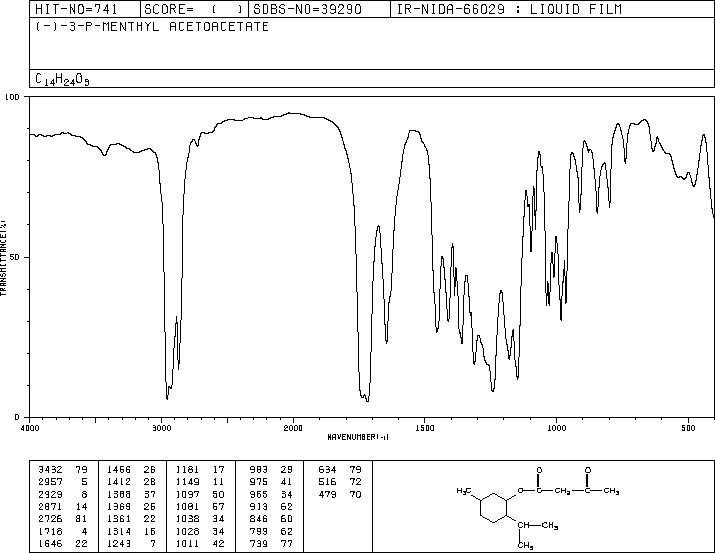 HIT-NO=741 SCORE= ( ) SDBS-NO=39290 IR-NIDA-66029 : LIQUID FILM
(-)-3-P-MENTHYL ACETOACETATE
C14H24O3
100
50
0
TRANSMITTANCE(%)
4000 3000 2000 1500 1000 500
WAVENUMBER(-1)
3432 79 1456 26 1181 17 983 29 634 79
2957 5 1412 28 1149 11 975 41 516 72
2929 8 1388 37 1097 50 965 34 479 70
2871 14 1369 26 1081 57 913 62
2726 81 1361 22 1038 34 846 60
1718 4 1314 16 1028 34 799 62
1646 22 1243 7 1011 42 739 77
O O
H3C O CH2 CH3
CH3
CH3